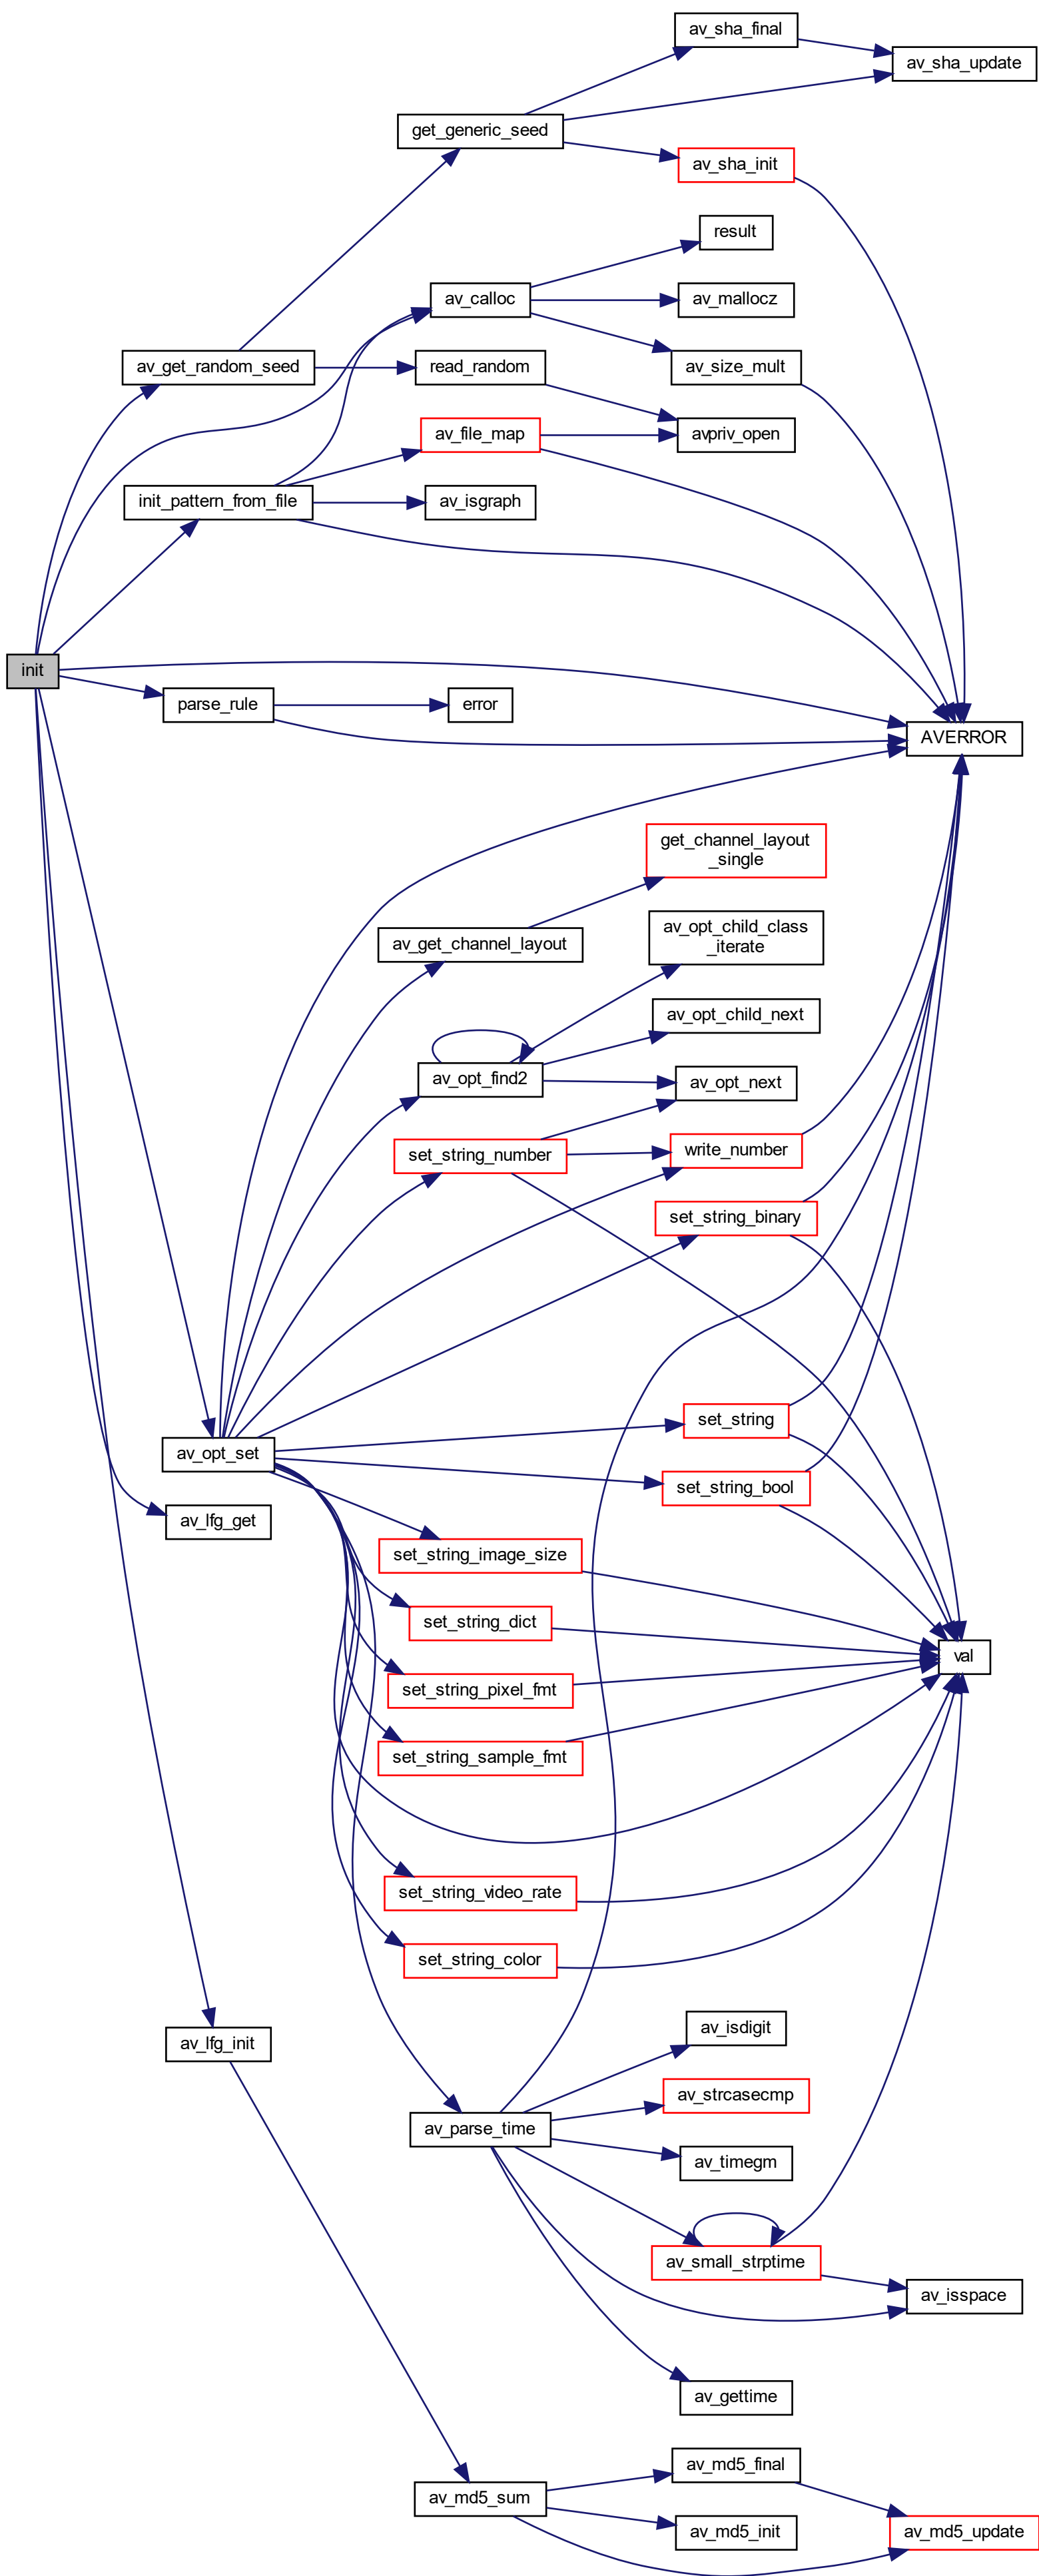 av_sha_final
av_sha_update
get_generic_seed
av_sha_init
result
av_calloc
av_mallocz
av_get_random_seed
read_random
av_size_mult
av_file_map
avpriv_open
init_pattern_from_file
av_isgraph
init
parse_rule
error
AVERROR
get_channel_layout
_single
av_get_channel_layout
av_opt_child_class
_iterate
av_opt_child_next
av_opt_find2
av_opt_next
set_string_number
write_number
set_string_binary
set_string
av_opt_set
set_string_bool
av_lfg_get
set_string_image_size
set_string_dict
val
set_string_pixel_fmt
set_string_sample_fmt
set_string_video_rate
set_string_color
av_isdigit
av_lfg_init
av_strcasecmp
av_parse_time
av_timegm
av_small_strptime
av_isspace
av_gettime
av_md5_final
av_md5_sum
av_md5_init
av_md5_update